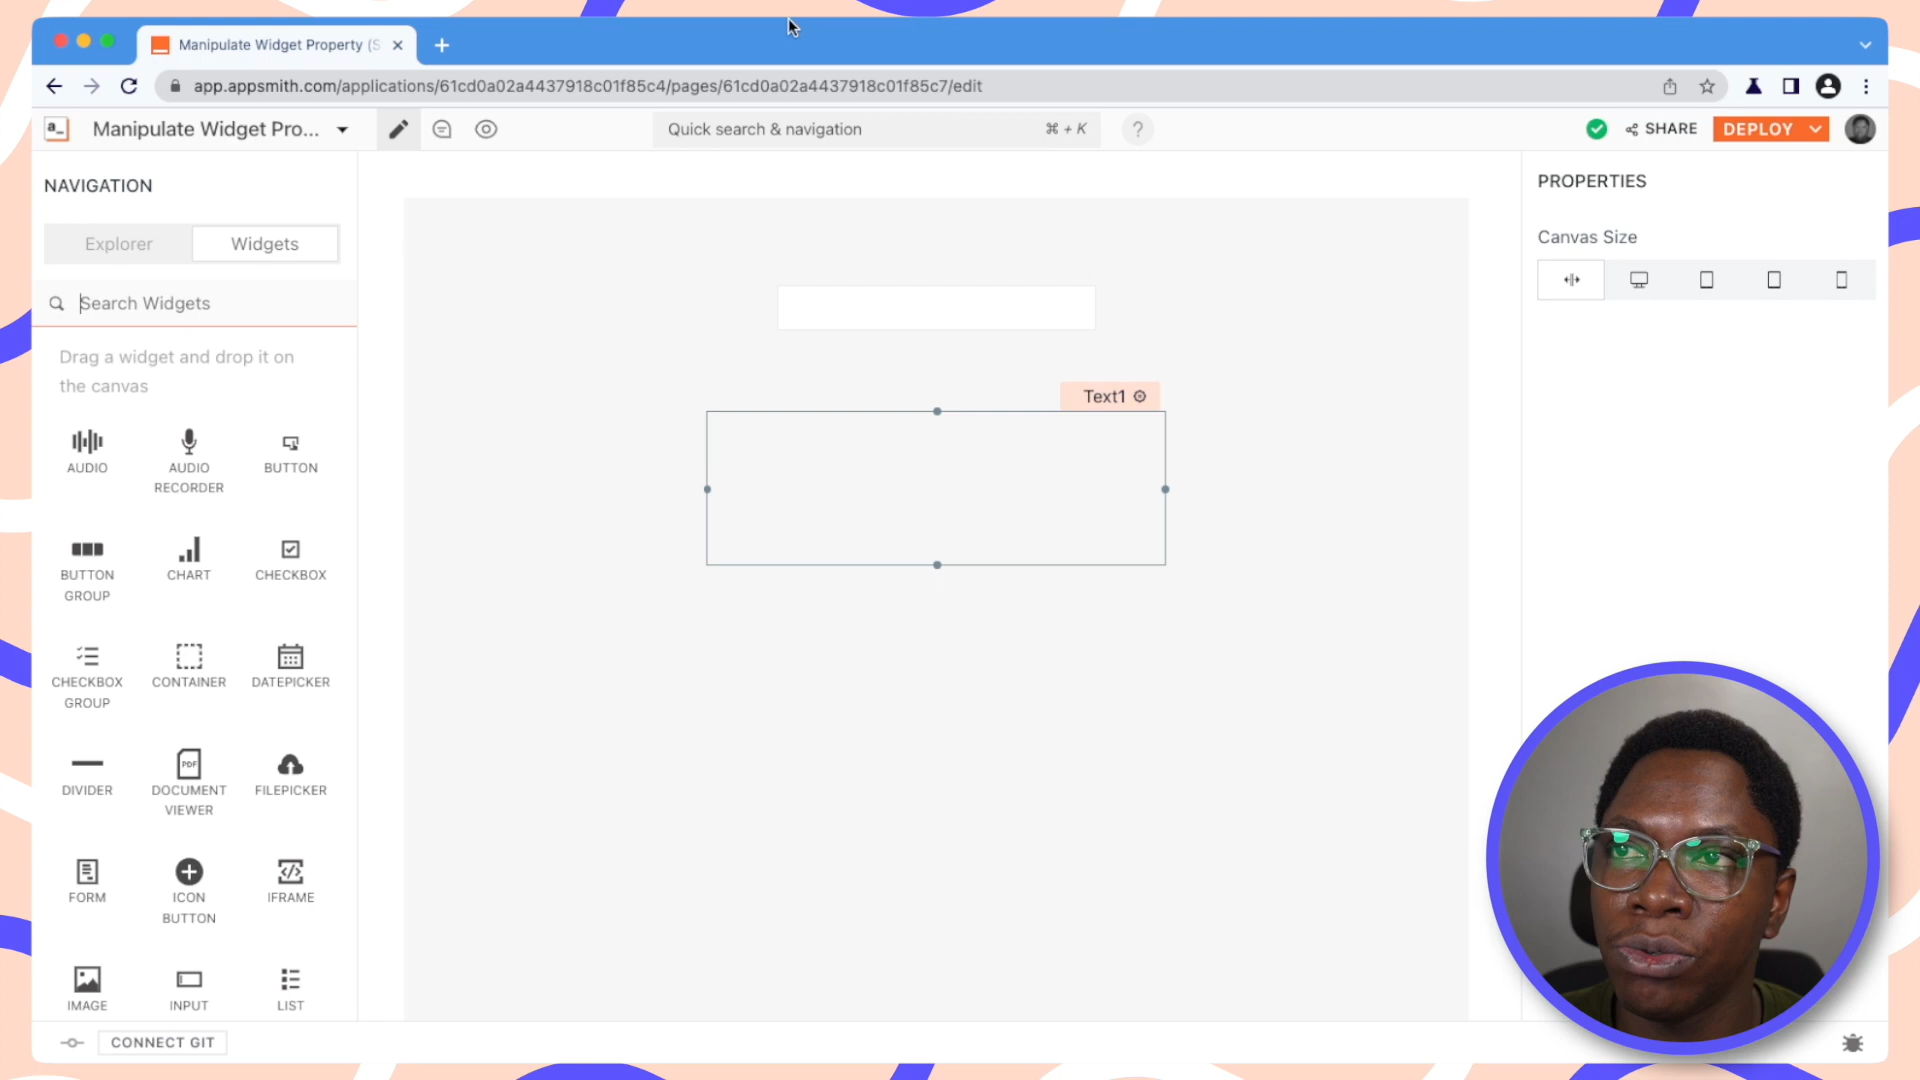 Manipulate Widget Property (S
app.appsmith.com/applications/61cd0a02a4437918c01f85c4/pages/61cd0a02a4437918c01f85c7/edit
a_
Manipulate Widget Pro...
Quick search & navigation
⌘ + K
?
SHARE
DEPLOY
NAVIGATION
Explorer
Widgets
Search Widgets
Drag a widget and drop it on
the canvas
AUDIO
AUDIO
RECORDER
BUTTON
BUTTON
GROUP
CHART
CHECKBOX
CHECKBOX
GROUP
CONTAINER
DATEPICKER
DIVIDER
PDF
DOCUMENT
VIEWER
FILEPICKER
FORM
ICON
BUTTON
IFRAME
IMAGE
INPUT
LIST
CONNECT GIT
Text1
PROPERTIES
Canvas Size